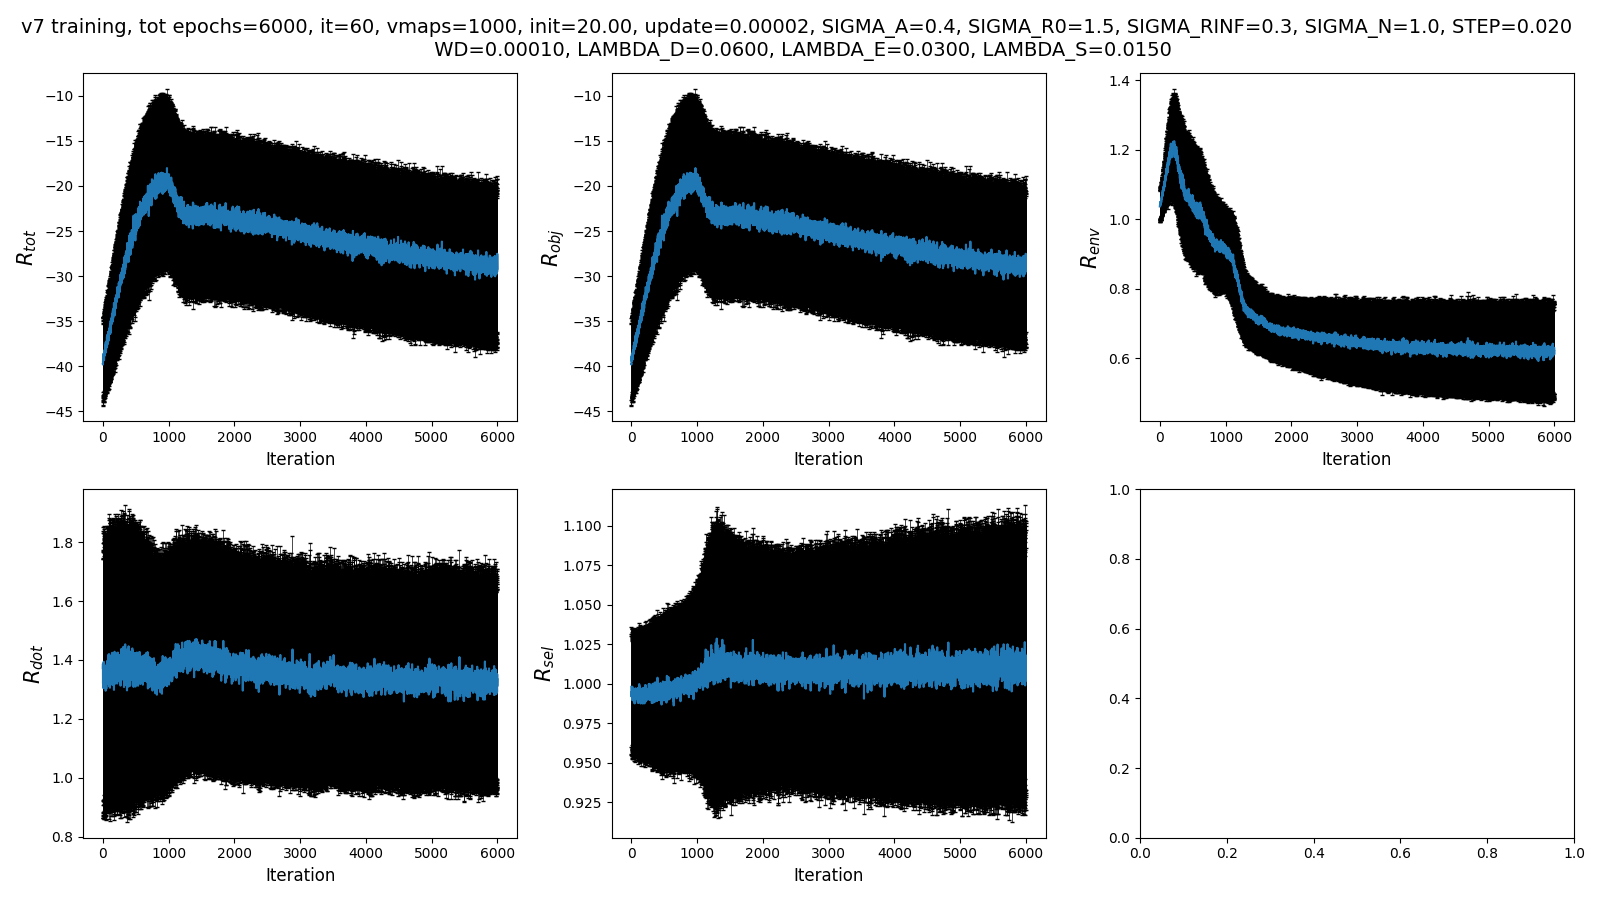 v7 training, tot epochs=6000, it=60, vmaps=1000, init=20.00, update=0.00002, SIGMA_A=0.4, SIGMA_R0=1.5, SIGMA_RINF=0.3, SIGMA_N=1.0, STEP=0.020
WD=0.00010, LAMBDA_D=0.0600, LAMBDA_E=0.0300, LAMBDA_S=0.0150
R_tot
−10
−15
−20
−25
−30
−35
−40
−45
0 1000 2000 3000 4000 5000 6000
Iteration
R_obj
−10
−15
−20
−25
−30
−35
−40
−45
0 1000 2000 3000 4000 5000 6000
Iteration
R_env
1.4
1.2
1.0
0.8
0.6
0 1000 2000 3000 4000 5000 6000
Iteration
R_dot
1.8
1.6
1.4
1.2
1.0
0.8
0 1000 2000 3000 4000 5000 6000
Iteration
R_sel
1.100
1.075
1.050
1.025
1.000
0.975
0.950
0.925
0 1000 2000 3000 4000 5000 6000
Iteration
1.0
0.8
0.6
0.4
0.2
0.0
0.0 0.2 0.4 0.6 0.8 1.0